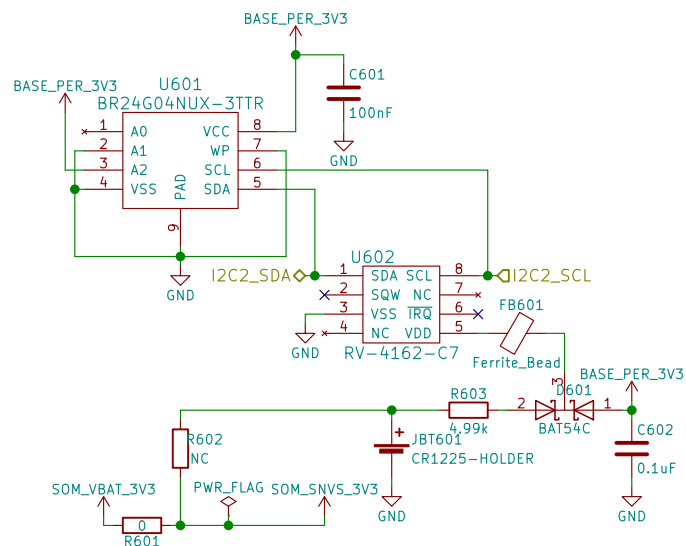 BASE_PER_3V3
C601
100nF
GND
BASE_PER_3V3
U601
BR24G04NUX-3TTR
1 A0 VCC 8
2 A1 WP 7
3 A2 SCL 6
4 VSS SDA 5
PAD
9
GND
I2C2_SDA
U602
I2C2_SCL
1 SDA SCL 8
2 SQW NC 7
3 VSS IRQ 6
4 NC VDD 5
RV-4162-C7
GND
FB601
Ferrite_Bead
BASE_PER_3V3
3
D601
2 1
BAT54C
R603
4.99k
C602
0.1uF
GND
R602
NC
+
JBT601
CR1225-HOLDER
GND
SOM_VBAT_3V3
PWR_FLAG
SOM_SNVS_3V3
0
R601